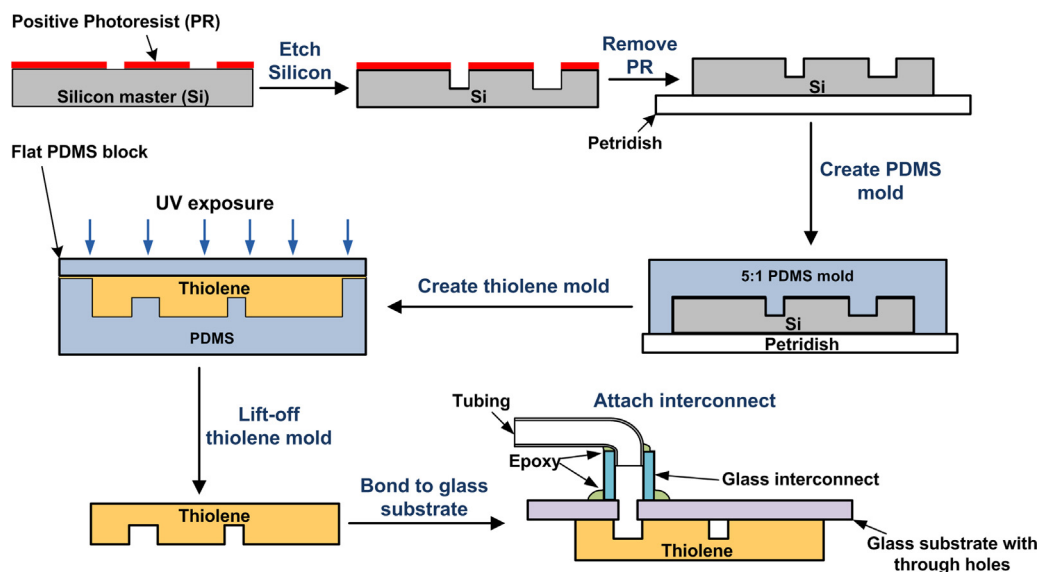 Positive Photoresist (PR)
Silicon master (Si)
Etch
Silicon
Si
Remove
PR
Si
Petridish
Create PDMS
mold
5:1 PDMS mold
Si
Petridish
Create thiolene mold
Flat PDMS block
UV exposure
Thiolene
PDMS
Lift-off
thiolene mold
Thiolene
Bond to glass
substrate
Attach interconnect
Tubing
Epoxy
Glass interconnect
Thiolene
Glass substrate with
through holes